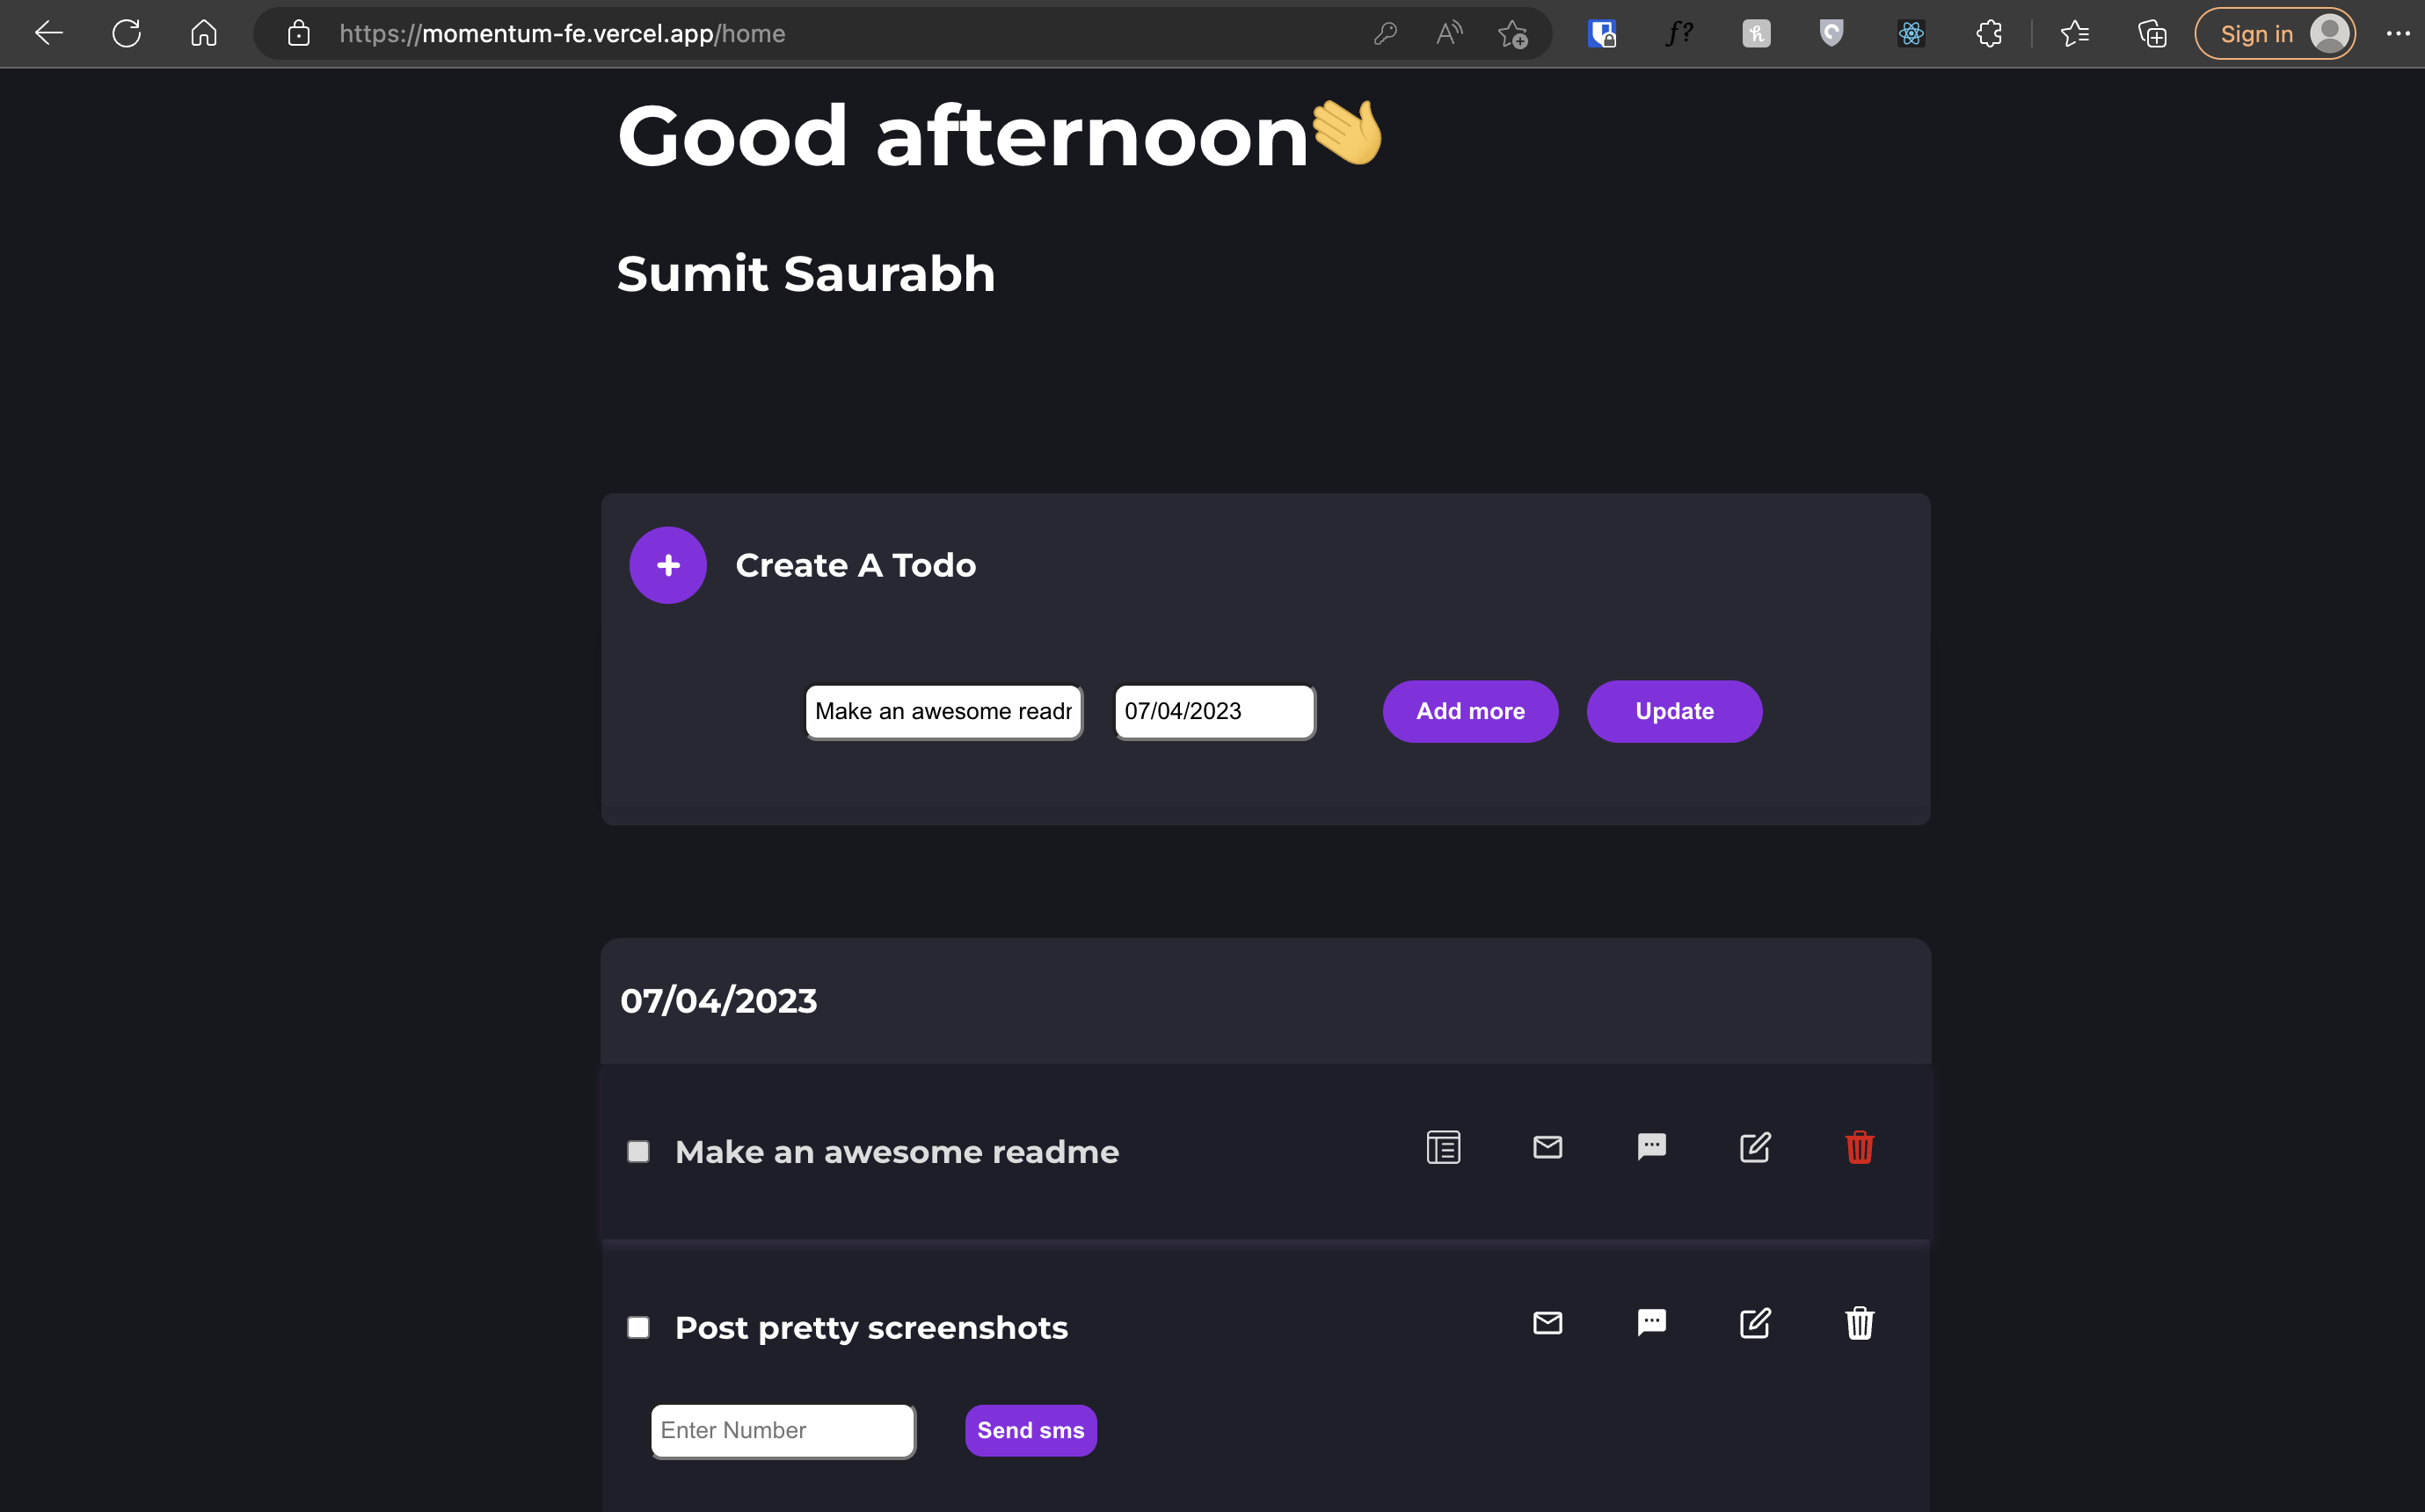 https://momentum-fe.vercel.app/home
Sign in
Good afternoon👋
Sumit Saurabh
Create A Todo
Make an awesome readr
07/04/2023
Add more
Update
07/04/2023
Make an awesome readme
Post pretty screenshots
Enter Number
Send sms